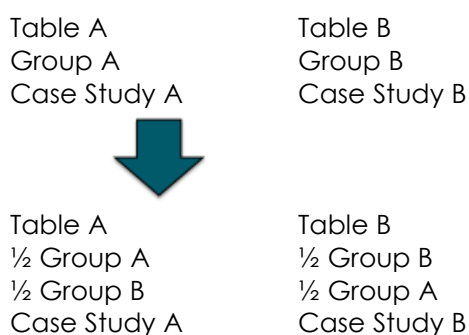 Table A
Group A
Case Study A
Table B
Group B
Case Study B
Table A
½ Group A
½ Group B
Case Study A
Table B
½ Group B
½ Group A
Case Study B